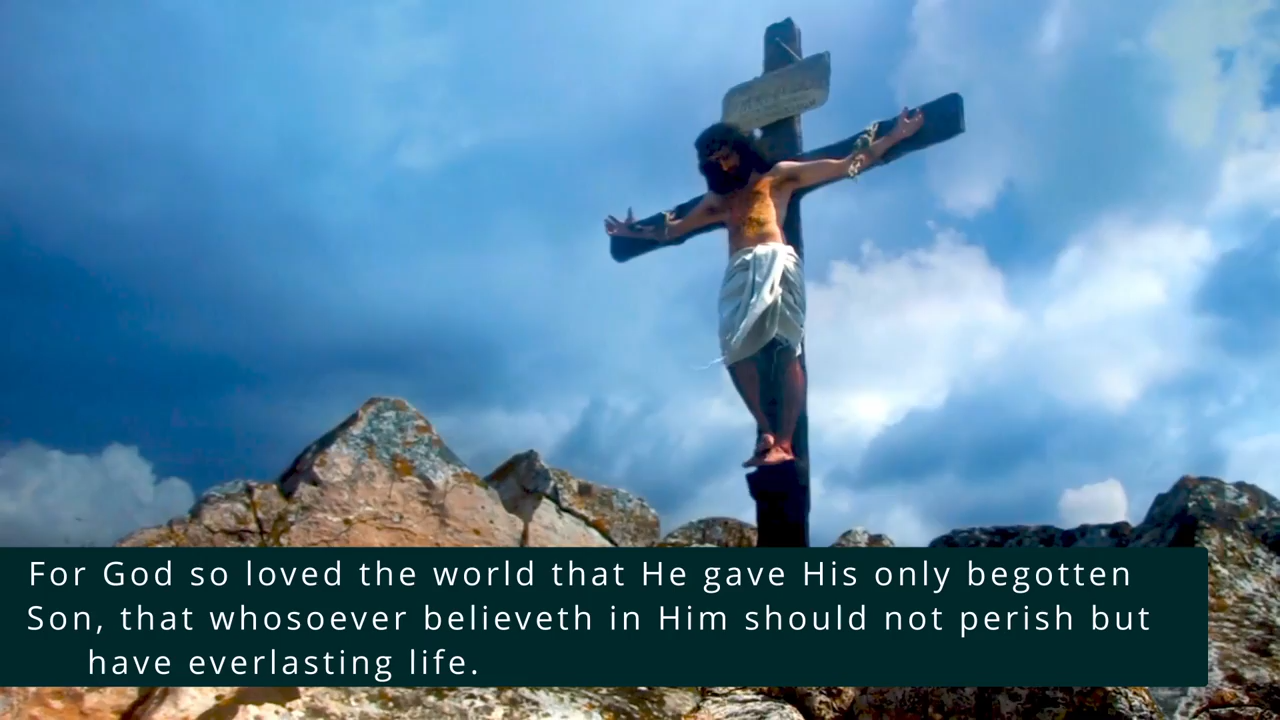 For God so loved the world that He gave His only begotten
Son, that whosoever believeth in Him should not perish but
have everlasting life.